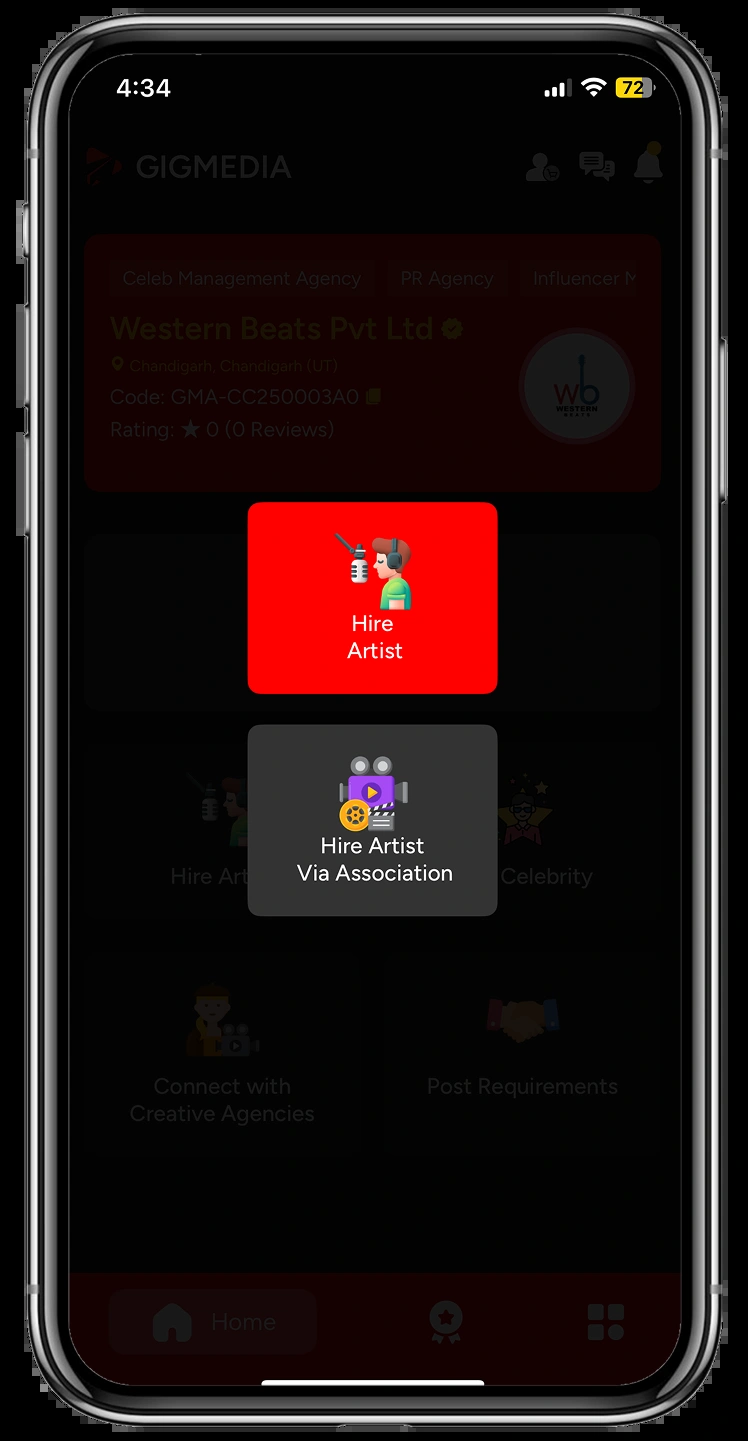 4:34
72
GIGMEDIA
Celeb Management Agency PR Agency Influencer M
Western Beats Pvt Ltd
Chandigarh, Chandigarh (UT)
Code: GMA-CC250003A0
Rating: ★ 0 (0 Reviews)
wb
WESTERN
BEATS
Hire
Artist
Hire Artist
Via Association
Hire Art
Celebrity
Connect with
Creative Agencies
Post Requirements
Home